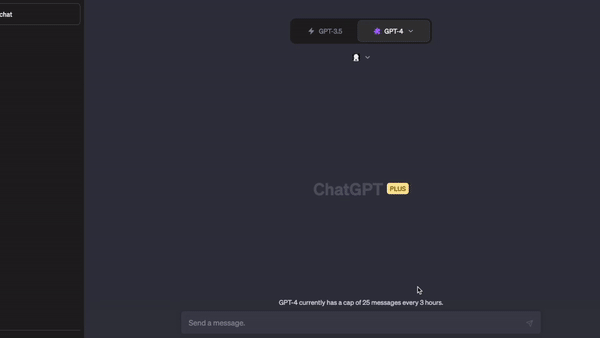 chat
GPT-3.5 GPT-4
ChatGPT PLUS
GPT-4 currently has a cap of 25 messages every 3 hours.
Send a message.